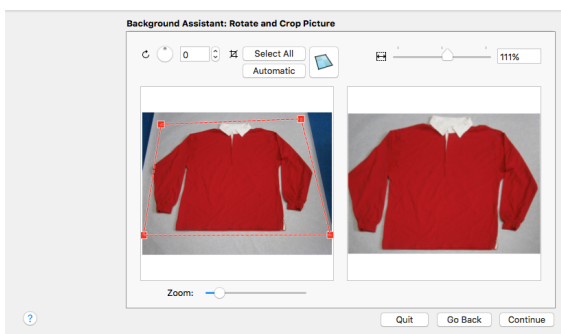 Background Assistant: Rotate and Crop Picture
0 Select All 111%
Automatic
Zoom:
? Quit Go Back Continue